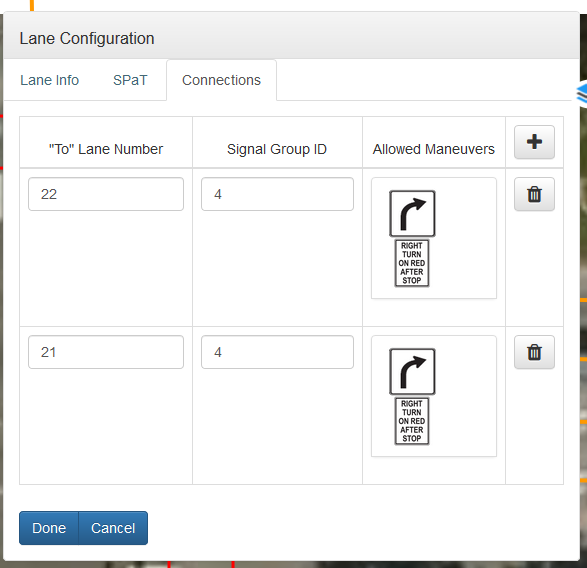 Lane Configuration
Lane Info SPaT Connections
"To" Lane Number Signal Group ID Allowed Maneuvers
22 4
RIGHT
TURN
ON RED
AFTER
STOP
21 4
RIGHT
TURN
ON RED
AFTER
STOP
Done Cancel